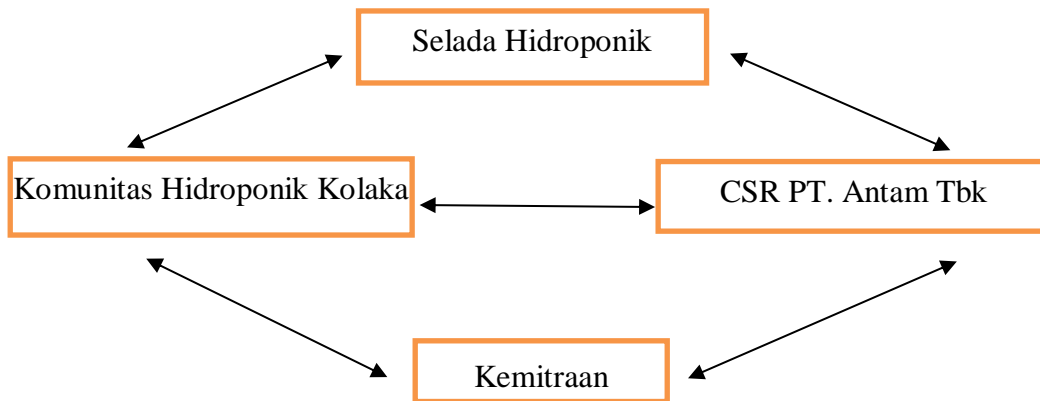 Selada Hidroponik
Komunitas Hidroponik Kolaka
CSR PT. Antam Tbk
Kemitraan